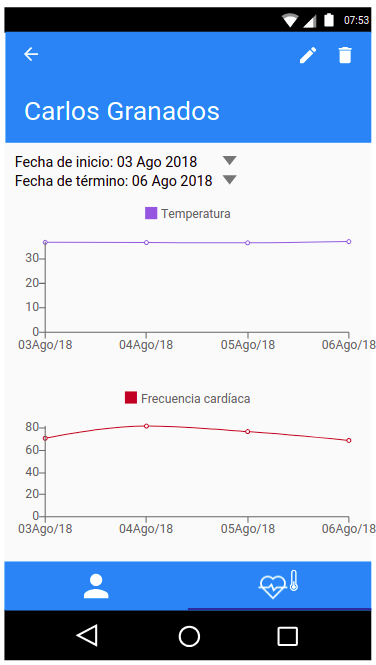 07:53
Carlos Granados
Fecha de inicio: 03 Ago 2018
Fecha de término: 06 Ago 2018
Temperatura
30
20
10
0
03Ago/18 04Ago/18 05Ago/18 06Ago/18
Frecuencia cardíaca
80
60
40
20
0
03Ago/18 04Ago/18 05Ago/18 06Ago/18